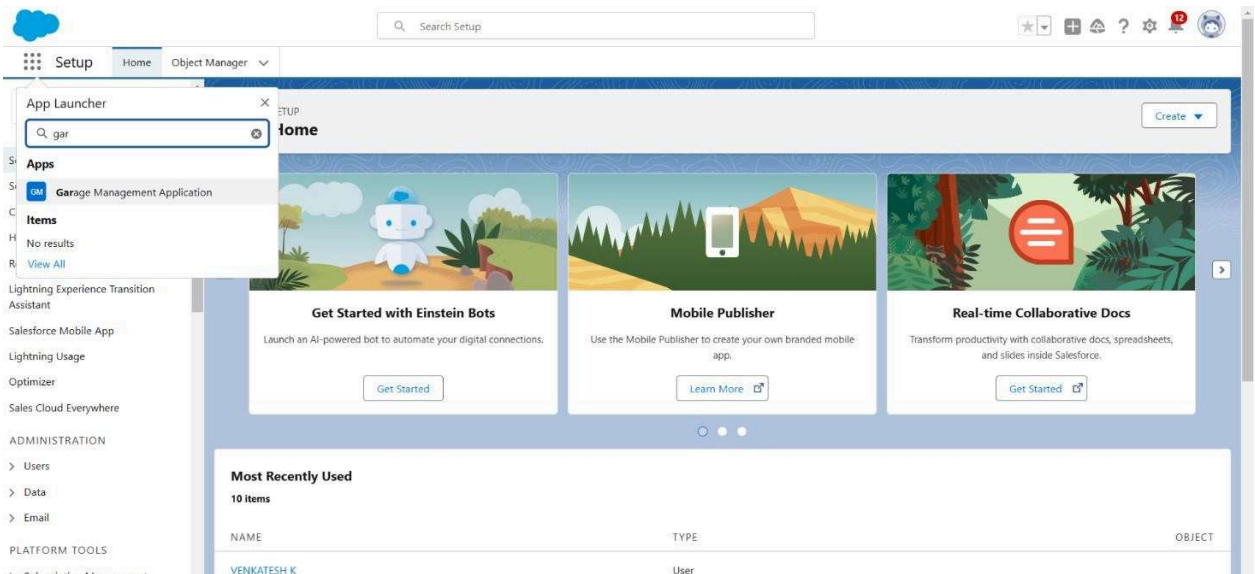 Search Setup
12
Setup
Home
Object Manager
App Launcher
gar
Apps
GM Garage Management Application
Items
No results
View All
Lightning Experience Transition
Assistant
Salesforce Mobile App
Lightning Usage
Optimizer
Sales Cloud Everywhere
ADMINISTRATION
Users
Data
Email
PLATFORM TOOLS
ETUP
Home
Create
Get Started with Einstein Bots
Launch an AI-powered bot to automate your digital connections.
Get Started
Mobile Publisher
Use the Mobile Publisher to create your own branded mobile
app.
Learn More
Real-time Collaborative Docs
Transform productivity with collaborative docs, spreadsheets,
and slides inside Salesforce.
Get Started
Most Recently Used
10 items
NAME
TYPE
OBJECT
VENKATESH K
User